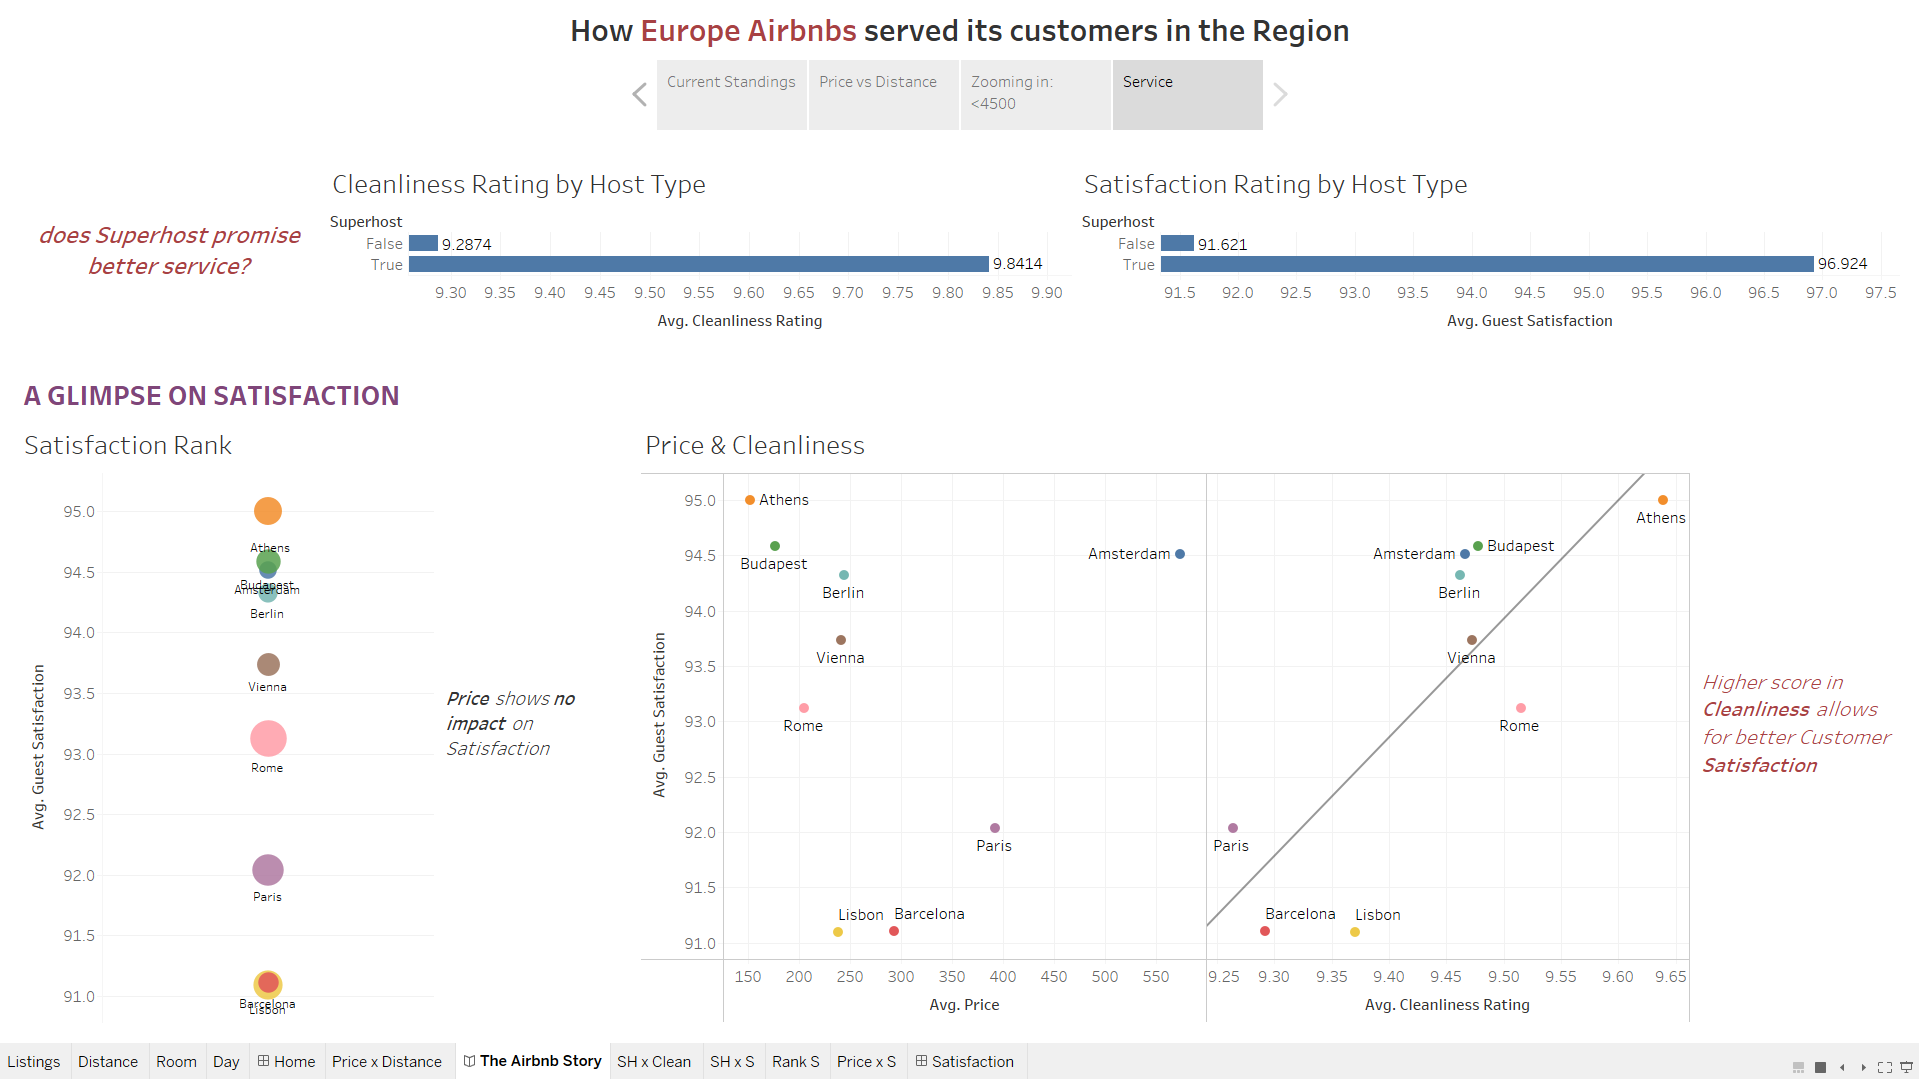 How Europe Airbnbs served its customers in the Region
Current Standings
Price vs Distance
Zooming in:
<4500
Service
does Superhost promise
better service?
Cleanliness Rating by Host Type
Superhost
False
9.2874
True
9.8414
9.30 9.35 9.40 9.45 9.50 9.55 9.60 9.65 9.70 9.75 9.80 9.85 9.90
Avg. Cleanliness Rating
Satisfaction Rating by Host Type
Superhost
False
91.621
True
96.924
91.5 92.0 92.5 93.0 93.5 94.0 94.5 95.0 95.5 96.0 96.5 97.0 97.5
Avg. Guest Satisfaction
A GLIMPSE ON SATISFACTION
Satisfaction Rank
Avg. Guest Satisfaction
95.0
94.5
94.0
93.5
93.0
92.5
92.0
91.5
91.0
Athens
Budapest
Amsterdam
Berlin
Vienna
Rome
Paris
Barcelona
Lisbon
Price shows no
impact on
Satisfaction
Price & Cleanliness
Avg. Guest Satisfaction
95.0
94.5
94.0
93.5
93.0
92.5
92.0
91.5
91.0
Athens
Budapest
Amsterdam
Berlin
Vienna
Rome
Paris
Lisbon
Barcelona
150 200 250 300 350 400 450 500 550
Avg. Price
Athens
Amsterdam
Budapest
Berlin
Vienna
Rome
Paris
Barcelona
Lisbon
9.25 9.30 9.35 9.40 9.45 9.50 9.55 9.60 9.65
Avg. Cleanliness Rating
Higher score in
Cleanliness allows
for better Customer
Satisfaction
Listings
Distance
Room
Day
Home
Price x Distance
The Airbnb Story
SH x Clean
SH x S
Rank S
Price x S
Satisfaction